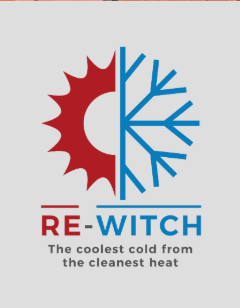 RE-WITCH
The coolest cold from
the cleanest heat